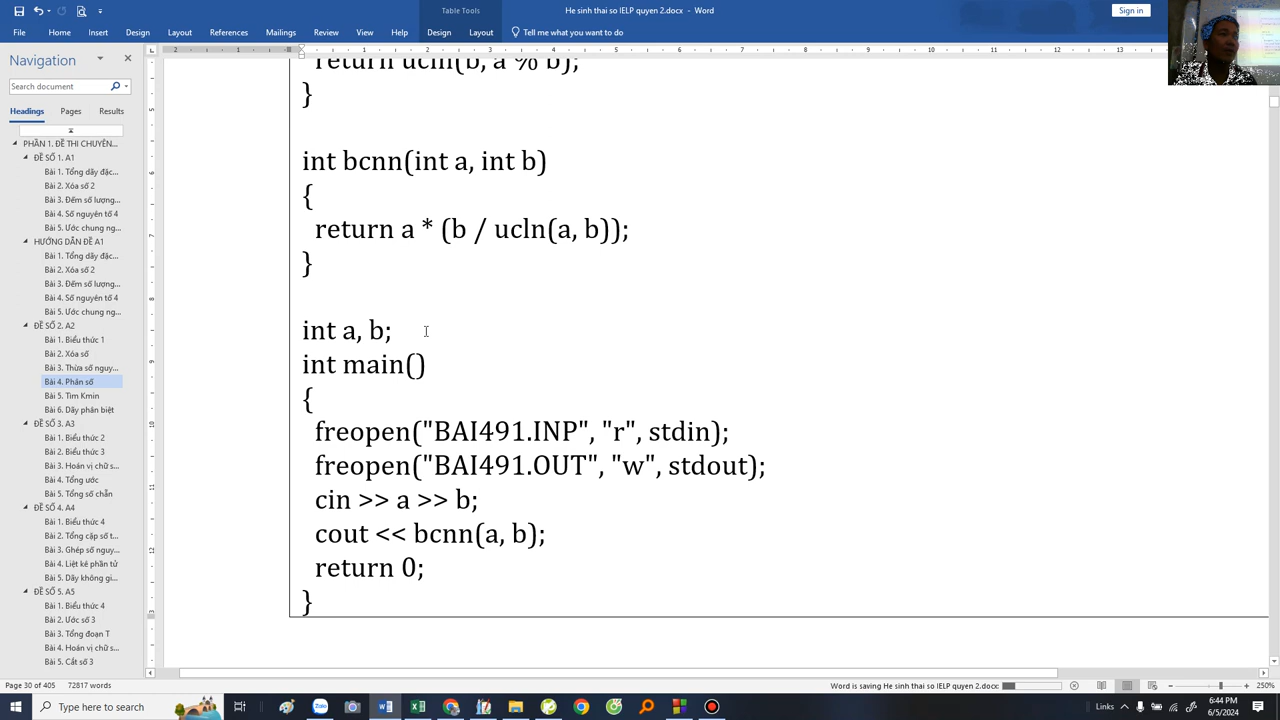 Table Tools
He sinh thai so IELP quyen 2.docx - Word
Sign in
File Home Insert Design Layout References Mailings Review View Help Design Layout Tell me what you want to do
Navigation
Search document
Headings Pages Results
PHẦN 1. ĐỀ THI CHUYÊN...
ĐỀ SỐ 1. A1
Bài 1. Tổng dãy đặc...
Bài 2. Xóa số 2
Bài 3. Đếm số lượng...
Bài 4. Số nguyên tố 4
Bài 5. Ước chung ng...
HƯỚNG DẪN ĐỀ A1
Bài 1. Tổng dãy đặc...
Bài 2. Xóa số 2
Bài 3. Đếm số lượng...
Bài 4. Số nguyên tố 4
Bài 5. Ước chung ng...
ĐỀ SỐ 2. A2
Bài 1. Biểu thức 1
Bài 2. Xóa số
Bài 3. Thừa số nguy...
Bài 4. Phân số
Bài 5. Tìm Kmin
Bài 6. Dãy phân biệt
ĐỀ SỐ 3. A3
Bài 1. Biểu thức 2
Bài 2. Biểu thức 3
Bài 3. Hoán vị chữ s...
Bài 4. Tổng ước
Bài 5. Tổng số chẵn
ĐỀ SỐ 4. A4
Bài 1. Biểu thức 4
Bài 2. Tổng cặp số t...
Bài 3. Ghép số nguy...
Bài 4. Liệt kê phần tử
Bài 5. Dãy không gi...
ĐỀ SỐ 5. A5
Bài 1. Biểu thức 4
Bài 2. Ước số 3
Bài 3. Tổng đoạn T
Bài 4. Hoán vị chữ s...
Bài 5. Cắt số 3
return ucln(b, a % b);
}
int bcnn(int a, int b)
{
return a * (b / ucln(a, b));
}
int a, b;
int main()
{
freopen("BAI491.INP", "r", stdin);
freopen("BAI491.OUT", "w", stdout);
cin >> a >> b;
cout << bcnn(a, b);
return 0;
}
Page 30 of 405 72817 words
Word is saving He sinh thai so IELP quyen 2.docx
250%
Type here to search
6:44 PM
6/5/2024